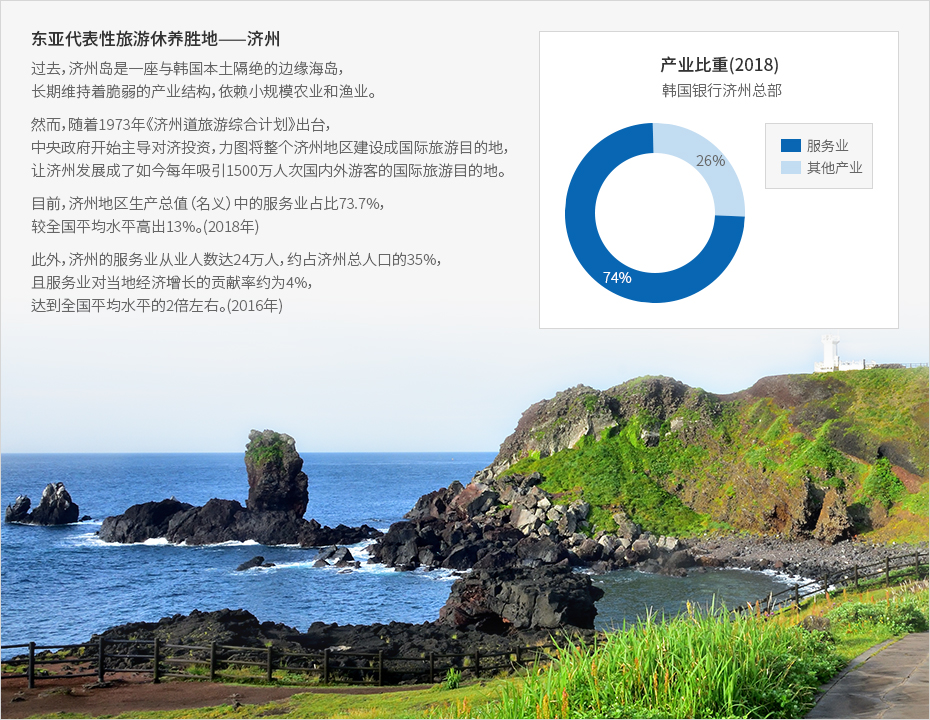 东亚代表性旅游休养胜地——济州
过去，济州岛是一座与韩国本土隔绝的边缘海岛，
长期维持着脆弱的产业结构，依赖小规模农业和渔业。
然而，随着1973年《济州道旅游综合计划》出台，
中央政府开始主导对济投资，力图将整个济州地区建设成国际旅游目的地，
让济州发展成了如今每年吸引1500万人次国内外游客的国际旅游目的地。
目前，济州地区生产总值（名义）中的服务业占比73.7%，
较全国平均水平高出13%。(2018年)
此外，济州的服务业从业人数达24万人，约占济州总人口的35%，
且服务业对当地经济增长的贡献率约为4%，
达到全国平均水平的2倍左右。(2016年)
产业比重(2018)
韩国银行济州总部
26%
74%
服务业
其他产业